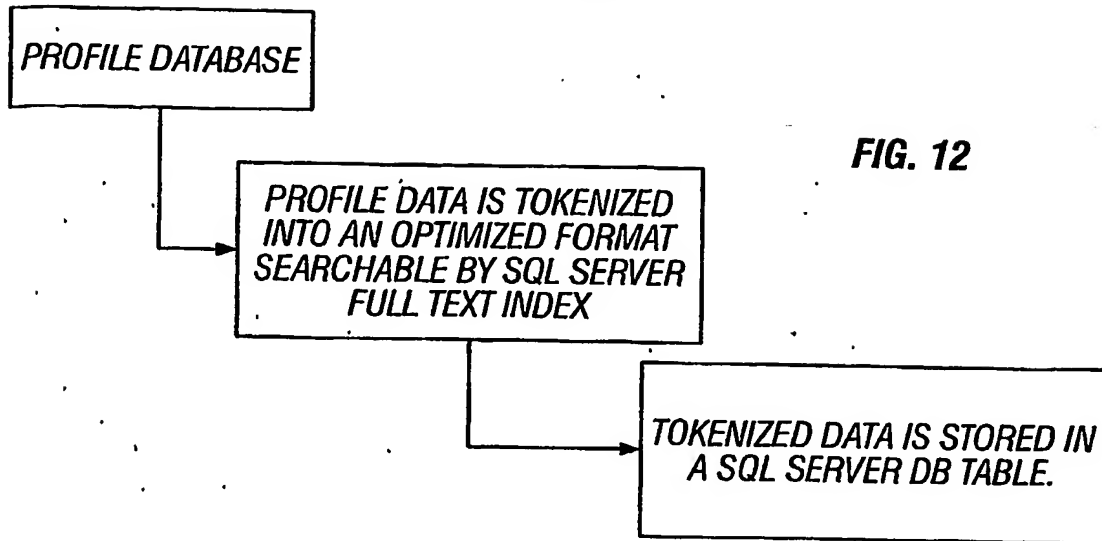 PROFILE DATABASE
FIG. 12
PROFILE DATA IS TOKENIZED
INTO AN OPTIMIZED FORMAT
SEARCHABLE BY SQL SERVER
FULL TEXT INDEX
TOKENIZED DATA IS STORED IN
A SQL SERVER DB TABLE.